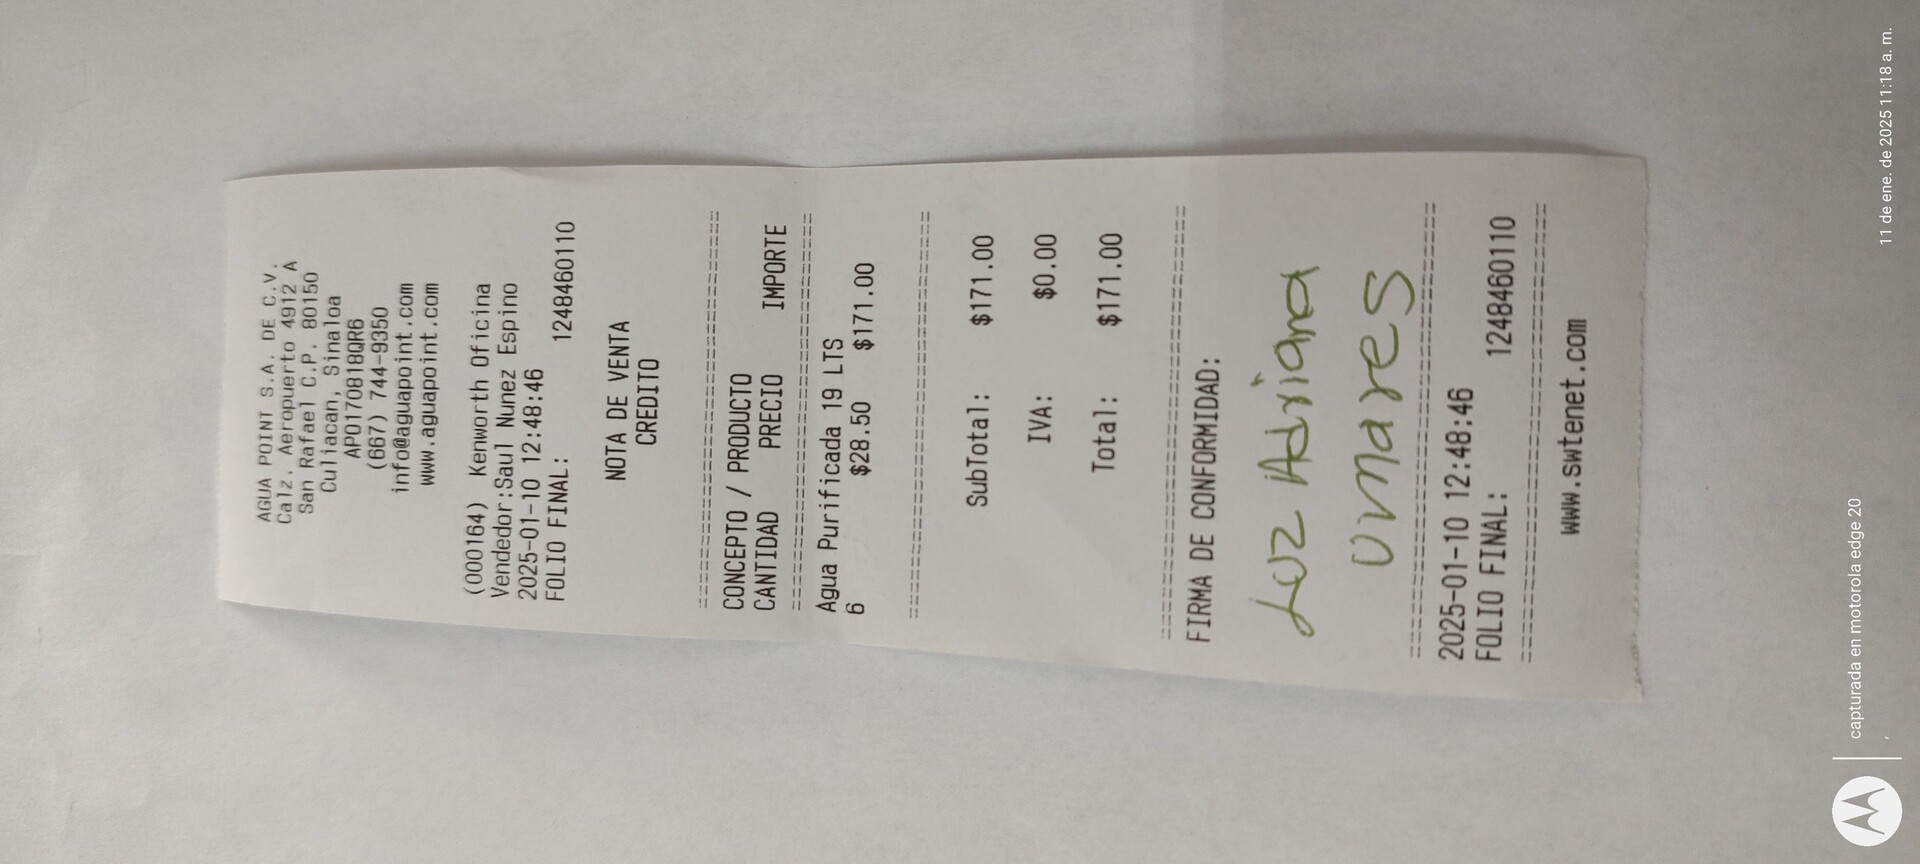 AGUA POINT S.A. DE C.V.
Calz. Aeropuerto 4912 A
San Rafael C.P. 80150
Culiacan, Sinaloa
APO170818QR6
(667) 744-9350
info@aguapoint.com
www.aguapoint.com
(000164) Kenworth Oficina
Vendedor:Saul Nunez Espino
2025-01-10 12:48:46
FOLIO FINAL: 1248460110
NOTA DE VENTA
CREDITO
CONCEPTO / PRODUCTO
CANTIDAD PRECIO IMPORTE
Agua Purificada 19 LTS
6 $28.50 $171.00
SubTotal: $171.00
IVA: $0.00
Total: $171.00
FIRMA DE CONFORMIDAD:
Luz Adriana
2025-01-10 12:48:46
FOLIO FINAL: 1248460110
www.swtenet.com
capturada en motorola edge 20
11 de ene. de 2025 11:18 a. m.